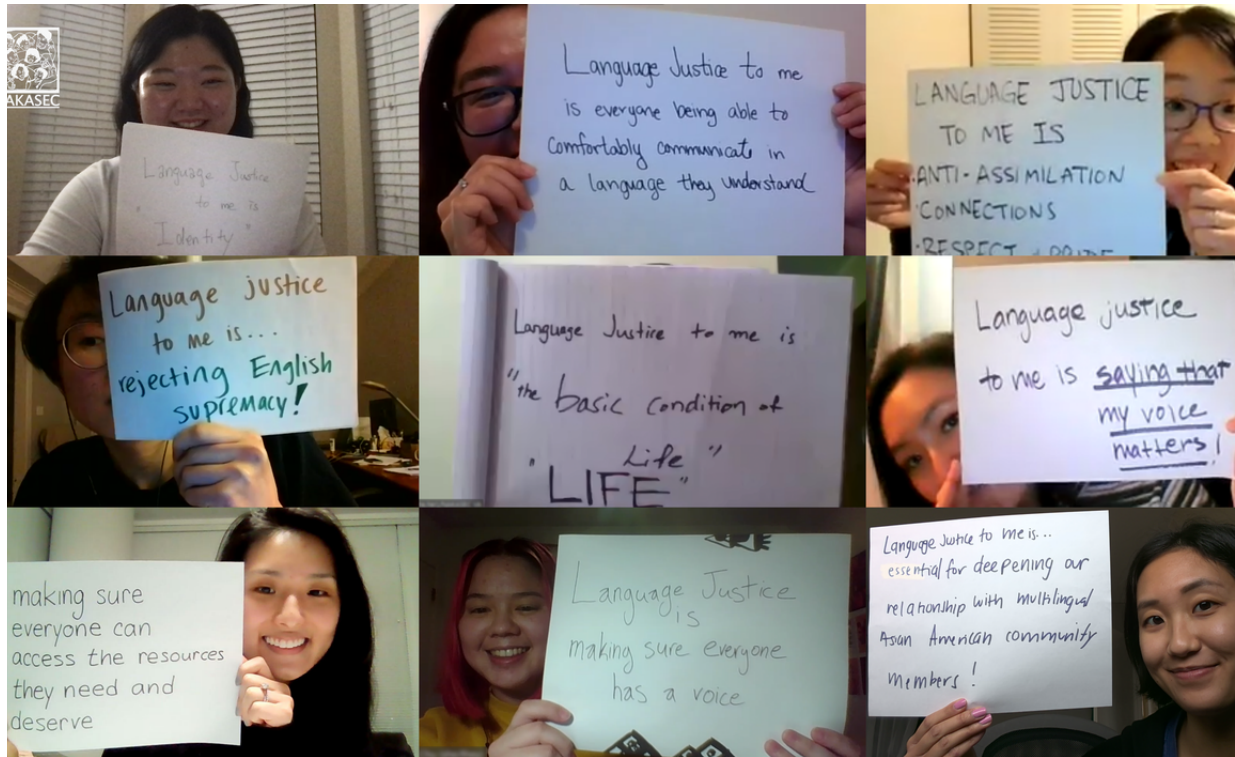 AKASEC
Language Justice
to me is
"Identity"
Language Justice to me
is everyone being able to
comfortably communicate in
a language they understand
LANGUAGE JUSTICE
TO ME IS
·ANTI-ASSIMILATION
·CONNECTIONS
·RESPECT + PRIDE
Language justice
to me is...
rejecting English
supremacy!
Language Justice to me is
"the basic condition of
Life"
"LIFE"
Language justice
to me is saying that
my voice
matters!
making sure
everyone can
access the resources
they need and
deserve
Language Justice
is
making sure everyone
has a voice
Language Justice to me is...
essential for deepening our
relationship with multilingual
Asian American community
members!